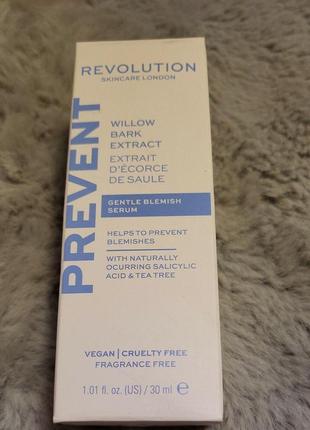 REVOLUTION
SKINCARE LONDON
PREVENT
WILLOW
BARK
EXTRACT
EXTRAIT
D'ÉCORCE
DE SAULE
GENTLE BLEMISH
SERUM
HELPS TO PREVENT
BLEMISHES
WITH NATURALLY
OCURRING SALICYLIC
ACID & TEA TREE
VEGAN | CRUELTY FREE
FRAGRANCE FREE
1.01 fl. oz. (US) / 30 ml ℮